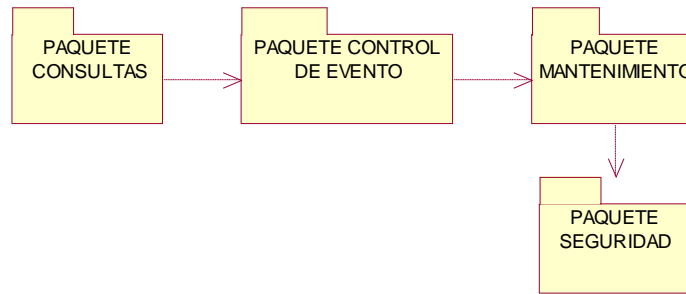 PAQUETE
CONSULTAS
PAQUETE CONTROL
DE EVENTO
PAQUETE
MANTENIMIENTO
PAQUETE
SEGURIDAD